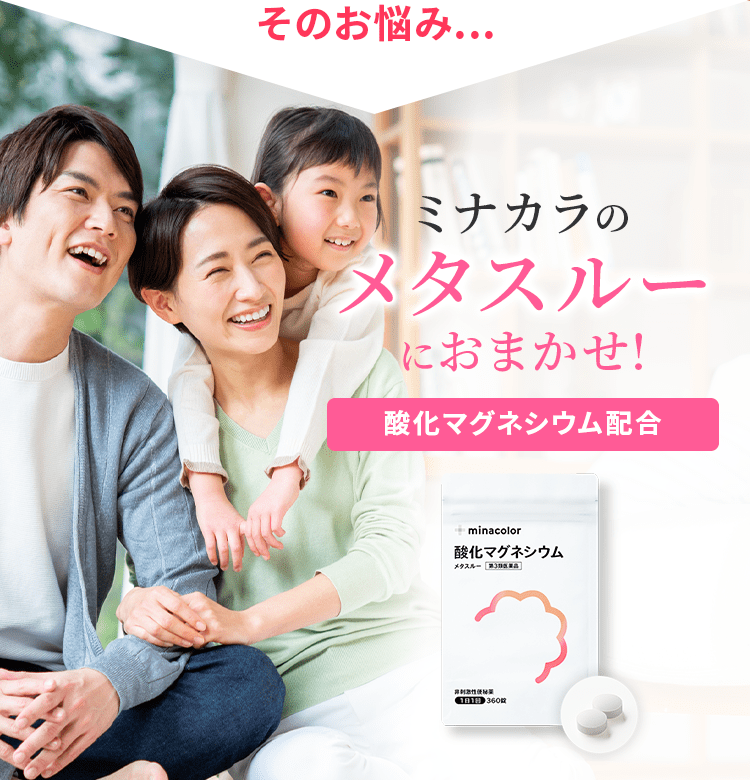 そのお悩み...
ミナカラの
メタスルー
におまかせ!
酸化マグネシウム配合
minacolor
酸化マグネシウム
メタスルー 第3類医薬品
非刺激性便秘薬
1日1回 360錠